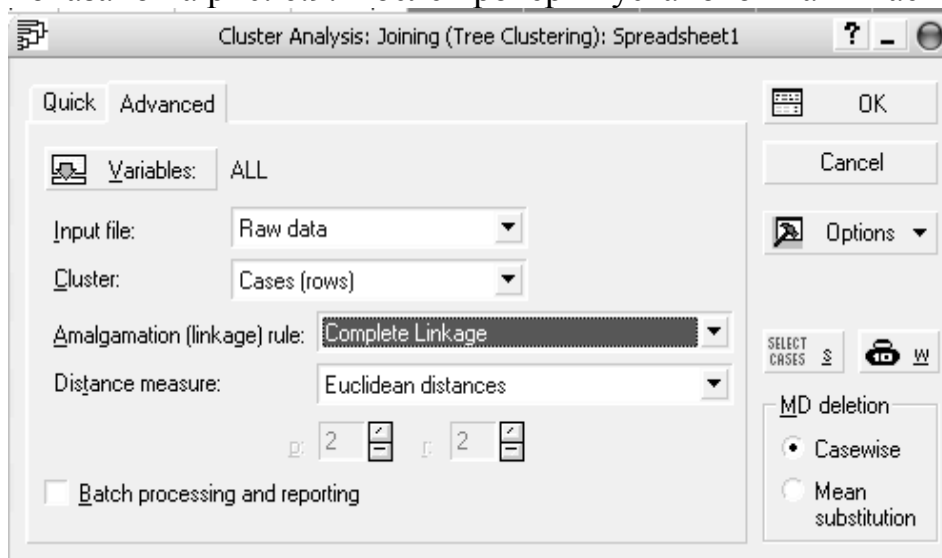 Cluster Analysis: Joining (Tree Clustering): Spreadsheet1
Quick Advanced
OK
Variables: ALL
Cancel
Input file: Raw data
Options
Cluster: Cases (rows)
Amalgamation (linkage) rule: Complete Linkage
SELECT CASES S W
Distance measure: Euclidean distances
MD deletion
p: 2 r: 2
Casewise
Batch processing and reporting
Mean
substitution